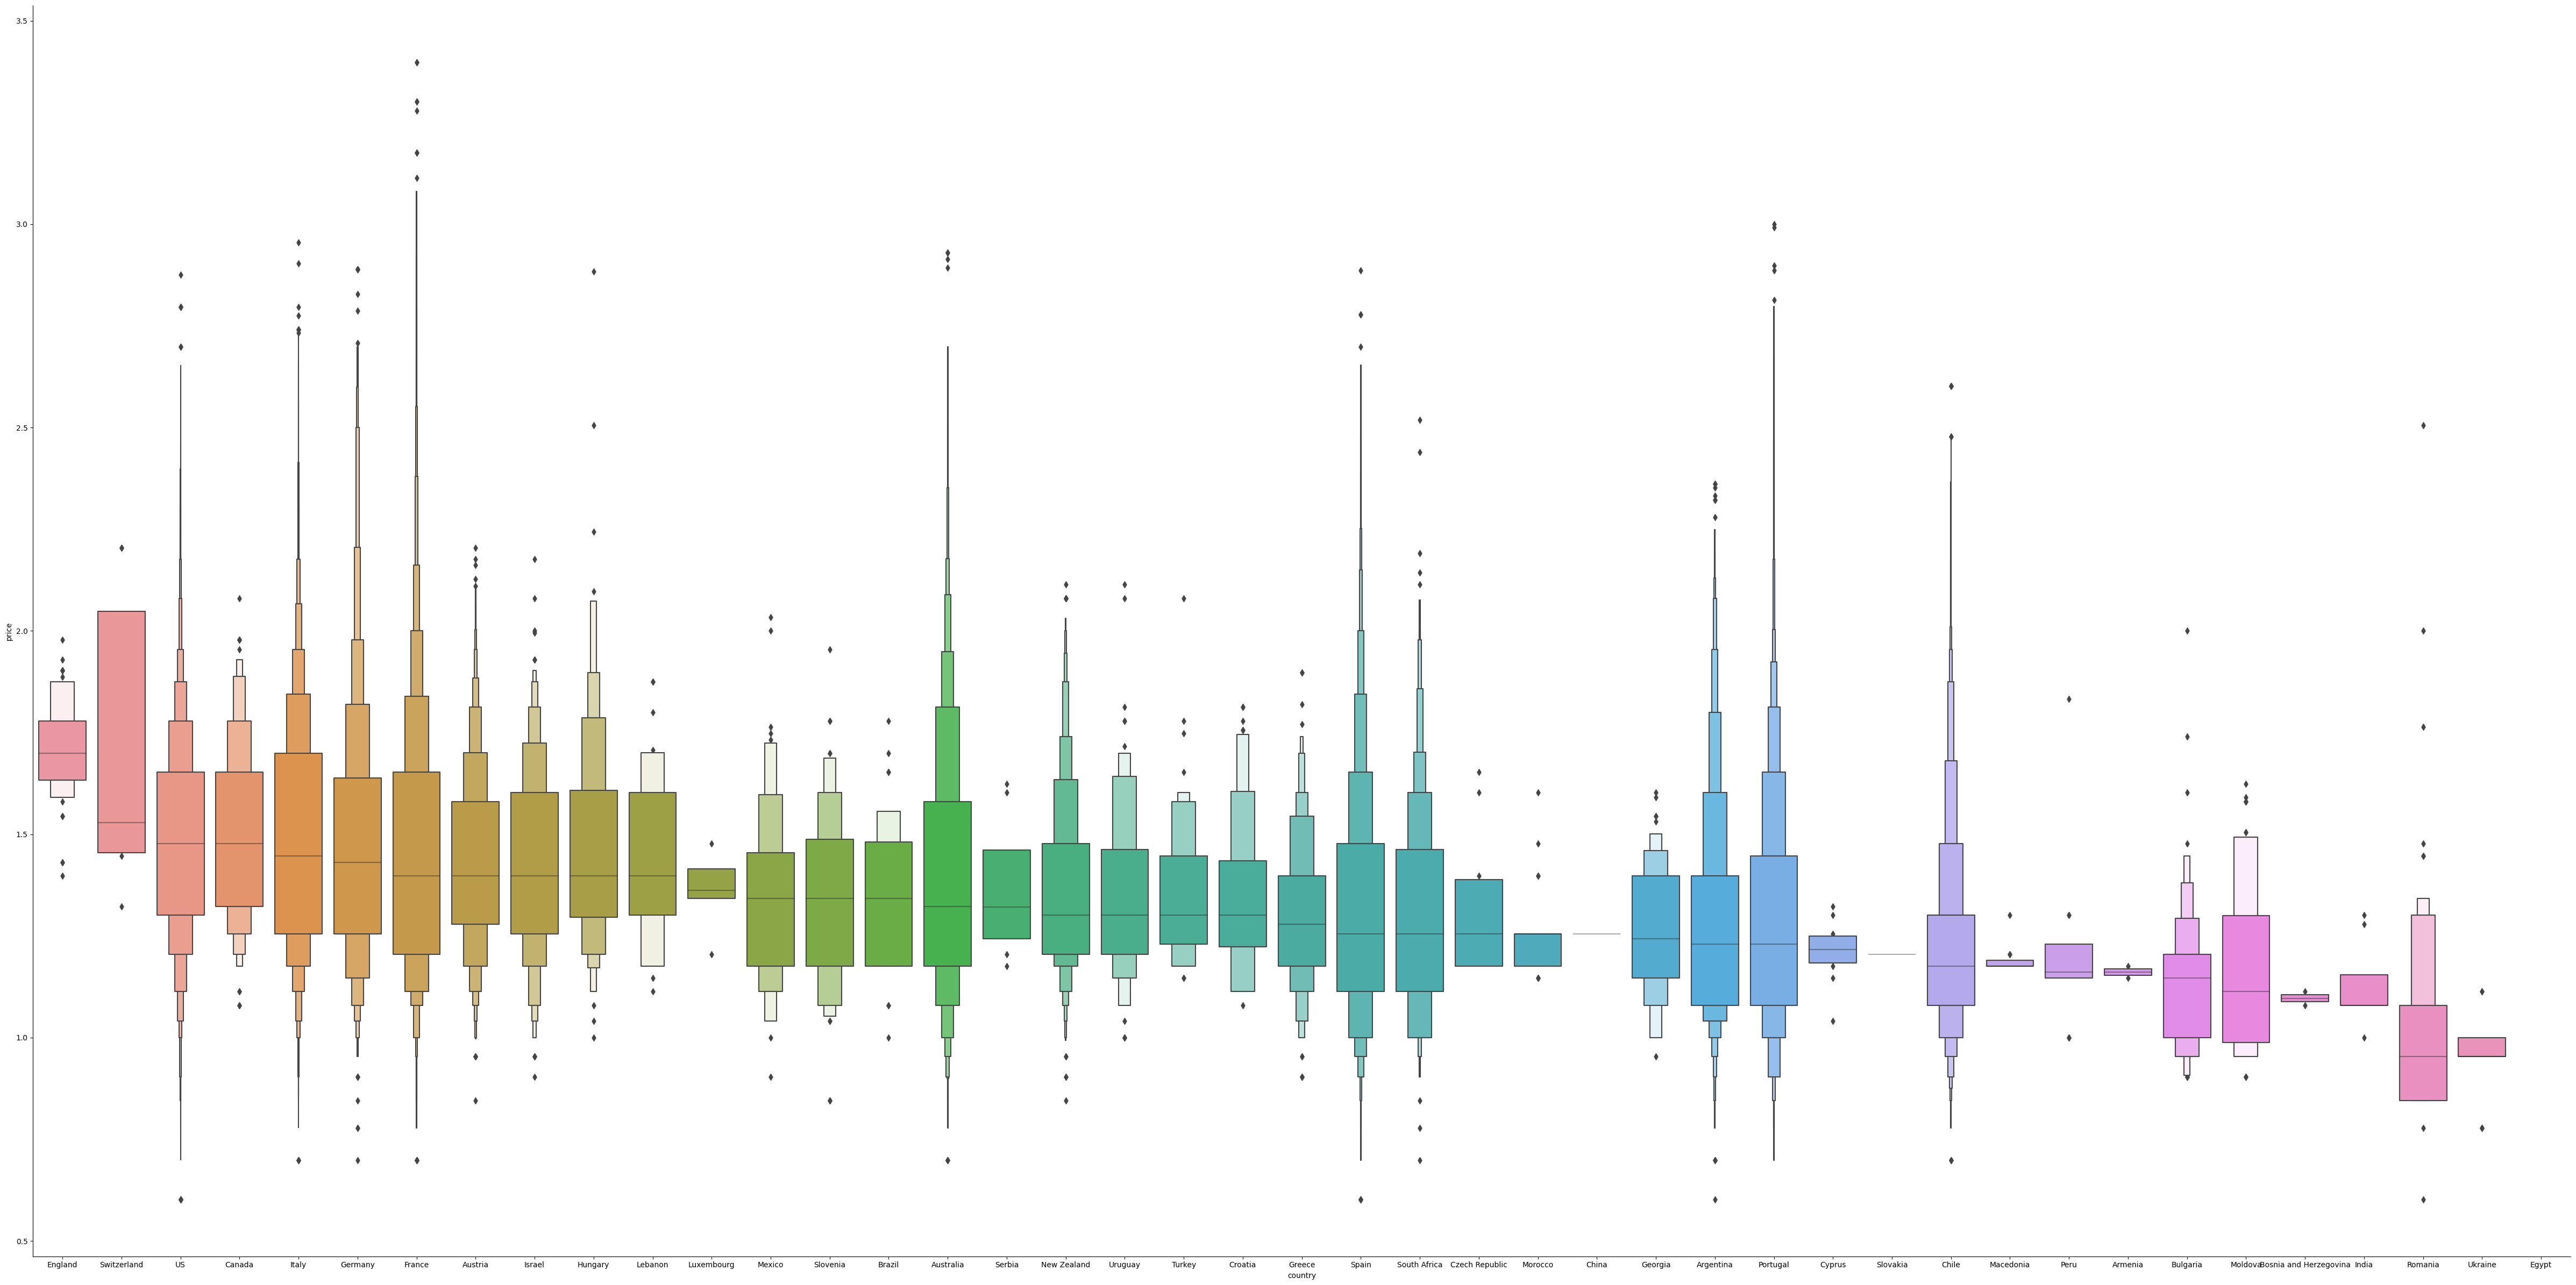 3.5
3.0
2.5
2.0
price
1.5
1.0
0.5
England Switzerland US Canada Italy Germany France Austria Israel Hungary Lebanon Luxembourg Mexico Slovenia Brazil Australia Serbia New Zealand Uruguay Turkey Croatia Greece Spain South Africa Czech Republic Morocco China Georgia Argentina Portugal Cyprus Slovakia Chile Macedonia Peru Armenia Bulgaria Moldova Bosnia and Herzegovina India Romania Ukraine Egypt
country